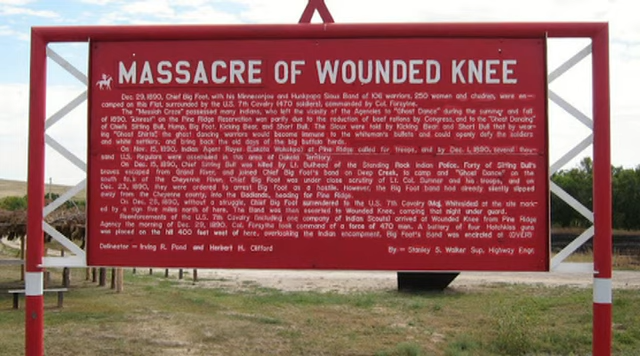 MASSACRE OF WOUNDED KNEE
Dec. 29, 1890, Chief Big Foot, with his Minneconjou and Hunkpapa Sioux Band of 106 warriors, 250 women and children, were en-
camped on this Flat, surrounded by the U.S. 7th Cavalry (470 soldiers), commanded by Col. Forsythe.
The "Messiah Craze" possessed many Indians, who left the vicinity of the Agencies to "Ghost Dance" during the summer and fall
of 1890. "Unrest" on the Pine Ridge Reservation was partly due to the reduction of beef rations by Congress, and to the "Ghost Dancing"
of Chiefs Sitting Bull, Hump, Big Foot, Kicking Bear, and Short Bull. The Sioux were told by Kicking Bear and Short Bull that by wear-
ing "Ghost Shirts" the ghost dancing warriors would become immune to the whiteman's bullets and could openly defy the soldiers
and white settlers, and bring back the old days of the big buffalo herds.
On Nov. 15, 1890, Indian Agent Royer (Lakota Wokokipa) at Pine Ridge called for troops, and by Dec. 1, 1890, several thou-
sand U.S. Regulars were assembled in this area of Dakota Territory.
On Dec. 15, 1890, Chief Sitting Bull was killed by Lt. Bullhead of the Standing Rock Indian Police. Forty of Sitting Bull's
braves escaped from Grand River, and joined Chief Big Foot's band on Deep Creek, to camp and "Ghost Dance" on the
south fork of the Cheyenne River. Chief Big Foot was under close scrutiny of Lt. Col. Sumner and his troops, and on
Dec. 23, 1890, they were ordered to arrest Big Foot as a hostile. However, the Big Foot band had already silently slipped
away from the Cheyenne country, into the Badlands, heading for Pine Ridge.
On Dec. 28, 1890, without a struggle, Chief Big Foot surrendered to the U.S. 7th Cavalry (Maj. Whiteside) at the site mark-
ed by a sign five miles north of here. The Band was then escorted to Wounded Knee, camping that night under guard.
Reinforcements of the U.S. 7th Cavalry (including one company of Indian Scouts) arrived at Wounded Knee from Pine Ridge
Agency the morning of Dec. 29, 1890. Col. Forsythe took command of a force of 470 men. A battery of four Hotchkiss guns
was placed on the hill 400 feet west of here, overlooking the Indian encampment. Big Foot's Band was encircled at (OVER)
Delineator — Irving R. Pond and Herbert H. Clifford
By — Stanley S. Walker Sup. Highway Engr.